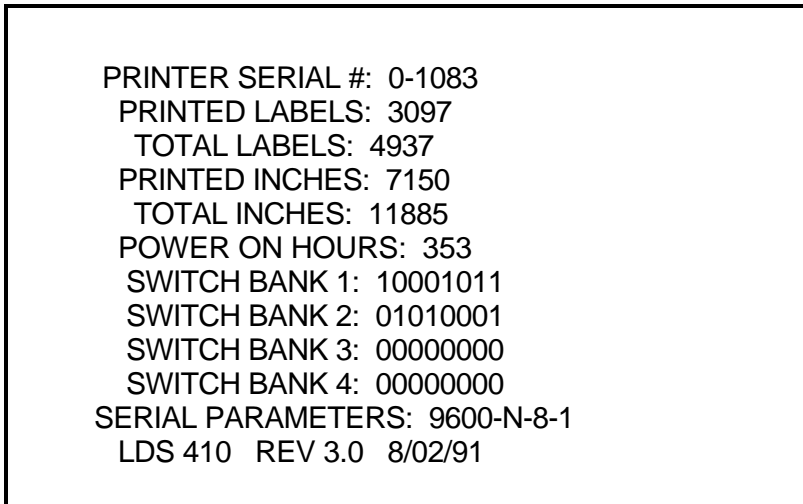 PRINTER SERIAL #: 0-1083
PRINTED LABELS: 3097
TOTAL LABELS: 4937
PRINTED INCHES: 7150
TOTAL INCHES: 11885
POWER ON HOURS: 353
SWITCH BANK 1: 10001011
SWITCH BANK 2: 01010001
SWITCH BANK 3: 00000000
SWITCH BANK 4: 00000000
SERIAL PARAMETERS: 9600-N-8-1
LDS 410 REV 3.0 8/02/91